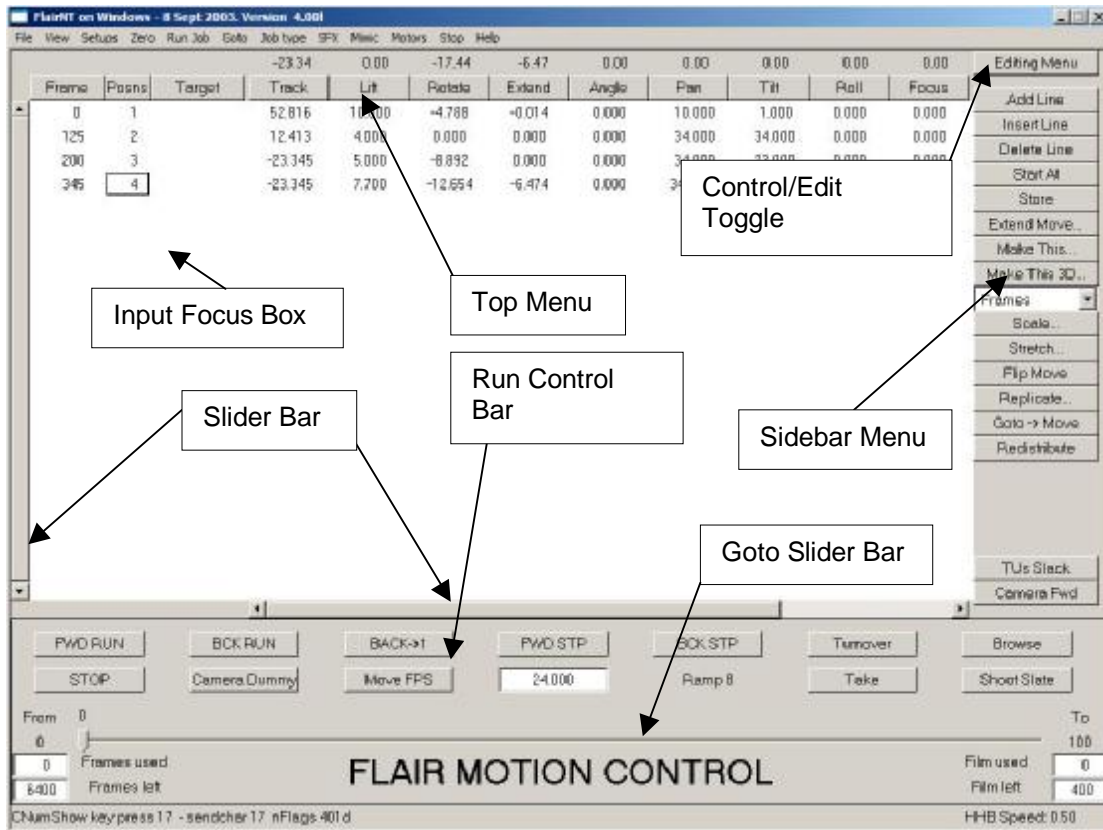 FlairNT on Windows - 8 Sept 2003. Version 4.00l
File View Setups Zero Run Job Goto Job type SFX Mimic Motors Stop Help
-23.34 0.00 -17.44 -6.47 0.00 0.00 0.00 0.00 0.00 Editing Menu
Frame Posns Target Track Lift Rotate Extend Angle Pan Tilt Roll Focus
0 1 52.816 -4.788 -0.014 0.000 10.000 1.000 0.000 0.000
125 2 12.413 4.000 0.000 0.000 0.000 34.000 34.000 0.000 0.000
200 3 -23.345 5.000 -8.892 0.000 0.000
345 4 -23.345 7.700 -12.654 -6.474 0.000
Add Line
Insert Line
Delete Line
Start At
Store
Extend Move...
Make This...
Make This 3D...
Frames
Scale...
Stretch...
Flip Move
Replicate...
Goto -> Move
Redistribute
TUs Slack
Camera Fwd
Control/Edit
Toggle
Input Focus Box
Top Menu
Run Control
Bar
Slider Bar
Sidebar Menu
Goto Slider Bar
FWD RUN BCK RUN BACK->1 FWD STP BCK STP Turnover Browse
STOP Camera Dummy Move FPS 24.000 Ramp 8 Take Shoot Slate
From 0 To
0 100
0 Frames used FLAIR MOTION CONTROL Film used 0
6400 Frames left Film left 400
CNumShow key press 17 - sendchar 17 nFlags 401d HHB Speed: 0.50